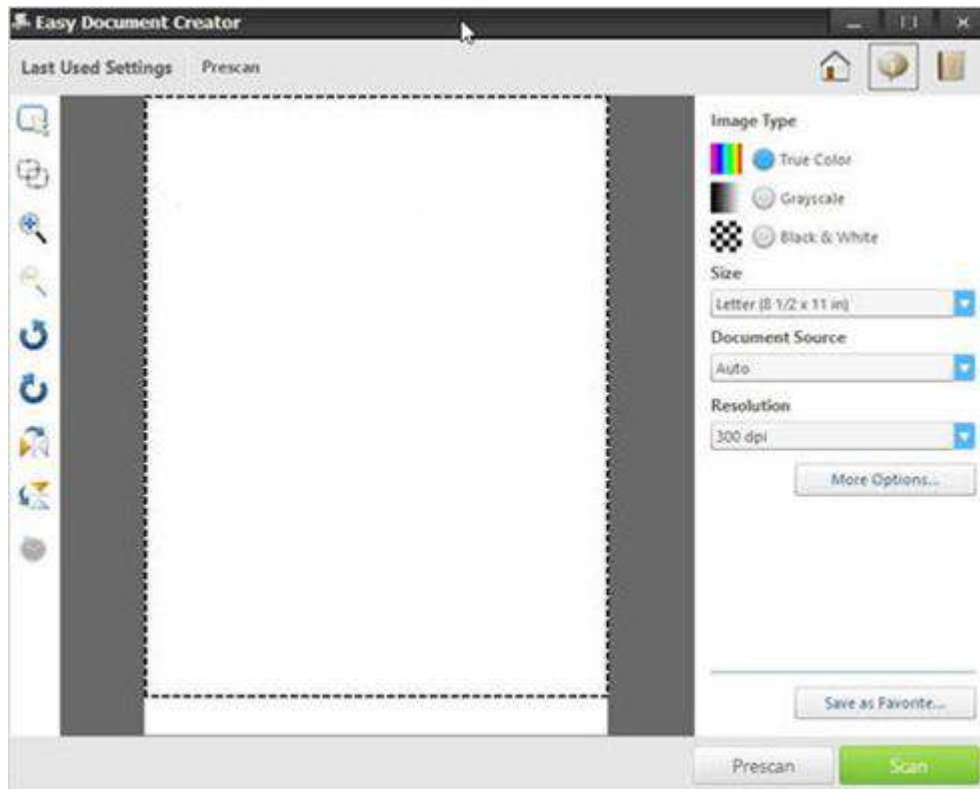 Easy Document Creator
Last Used Settings Prescan
Image Type
True Color
Grayscale
Black & White
Size
Letter (8 1/2 x 11 in)
Document Source
Auto
Resolution
300 dpi
More Options...
Save as Favorite...
Prescan Scan